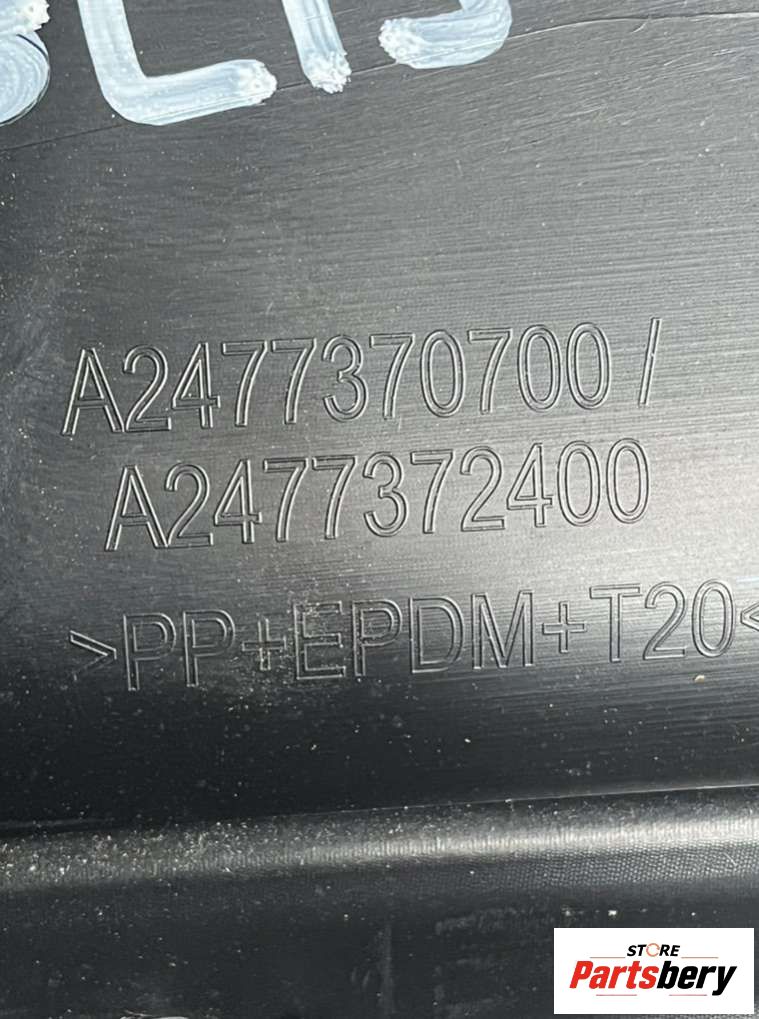 A2477370700 /
A2477372400
>PP+EPDM+T20<
STORE
Partsbery